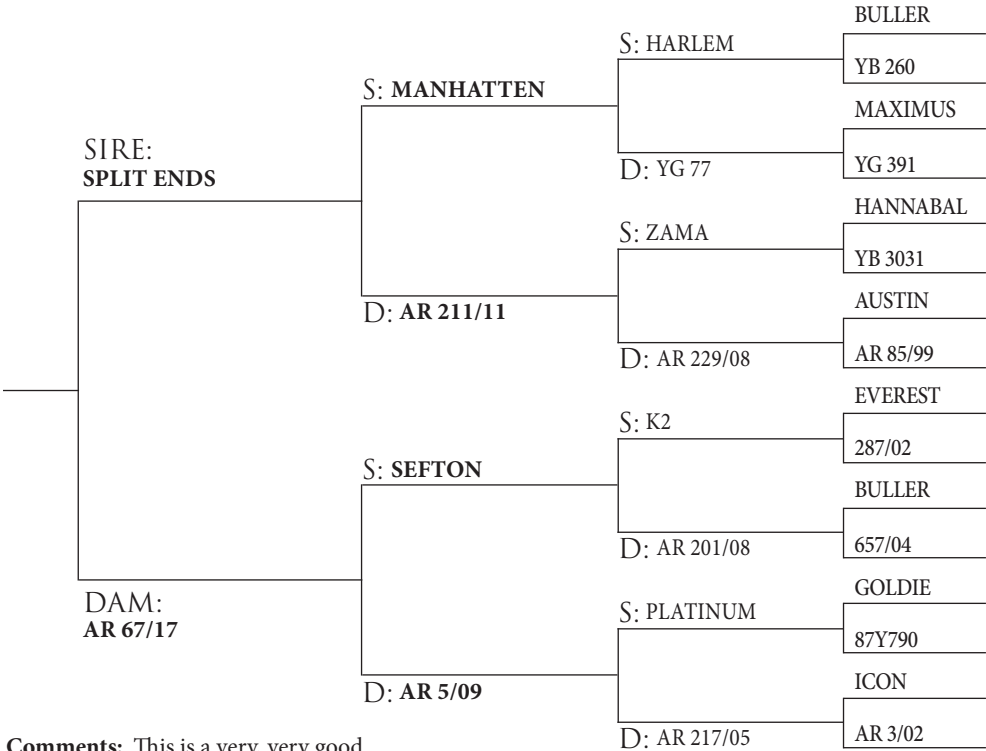 BULLER
S: HARLEM
YB 260
S: MANHATTEN
MAXIMUS
SIRE:
SPLIT ENDS
D: YG 77
YG 391
HANNABAL
S: ZAMA
YB 3031
D: AR 211/11
AUSTIN
D: AR 229/08
AR 85/99
EVEREST
S: K2
287/02
S: SEFTON
BULLER
D: AR 201/08
657/04
DAM:
AR 67/17
GOLDIE
S: PLATINUM
87Y790
D: AR 5/09
ICON
D: AR 217/05
AR 3/02
Comments: This is a very, very good